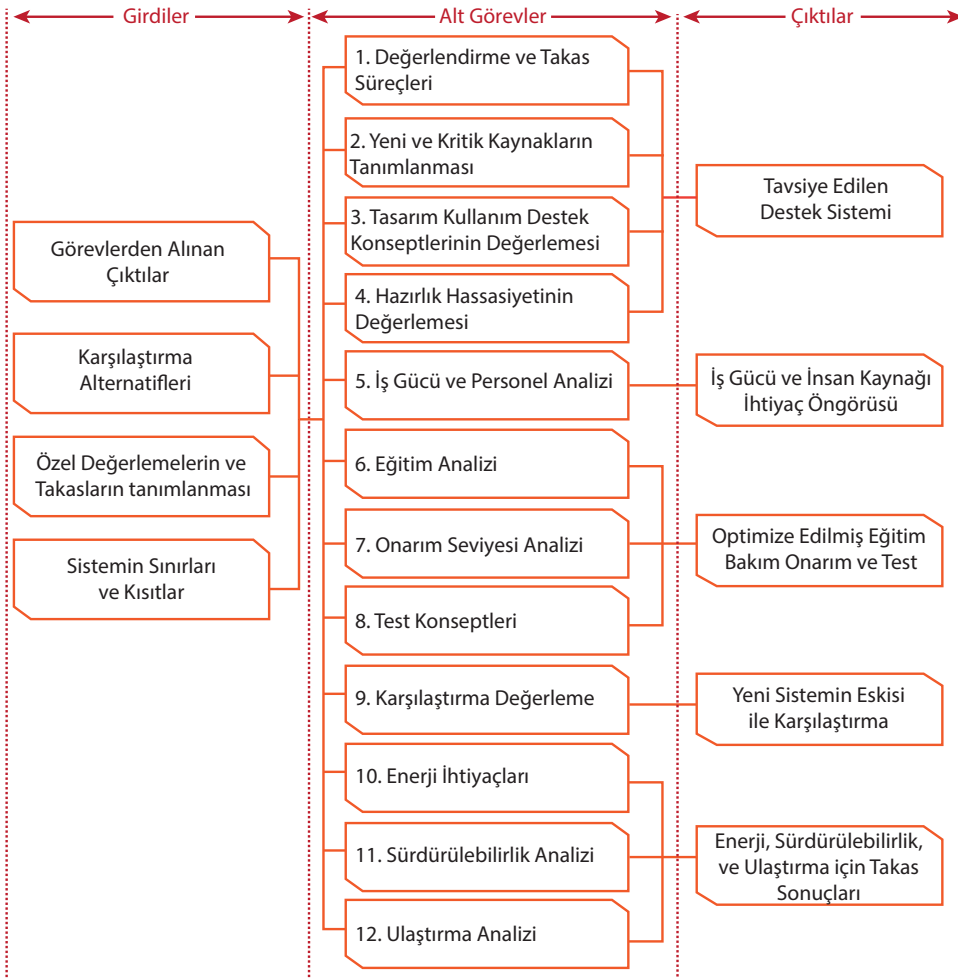 Girdiler
Alt Görevler
Çıktılar
Görevlerden Alınan
Çıktılar
Karşılaştırma
Alternatifleri
Özel Değerlemelerin ve
Takasların tanımlanması
Sistemin Sınırları
ve Kısıtlar
1. Değerlendirme ve Takas
Süreçleri
2. Yeni ve Kritik Kaynakların
Tanımlanması
3. Tasarım Kullanım Destek
Konseptlerinin Değerlemesi
4. Hazırlık Hassasiyetinin
Değerlemesi
5. İş Gücü ve Personel Analizi
6. Eğitim Analizi
7. Onarım Seviyesi Analizi
8. Test Konseptleri
9. Karşılaştırma Değerleme
10. Enerji İhtiyaçları
11. Sürdürülebilirlik Analizi
12. Ulaştırma Analizi
Tavsiye Edilen
Destek Sistemi
İş Gücü ve İnsan Kaynağı
İhtiyaç Öngörüsü
Optimize Edilmiş Eğitim
Bakım Onarım ve Test
Yeni Sistemin Eskisi
ile Karşılaştırma
Enerji, Sürdürülebilirlik,
ve Ulaştırma için Takas
Sonuçları